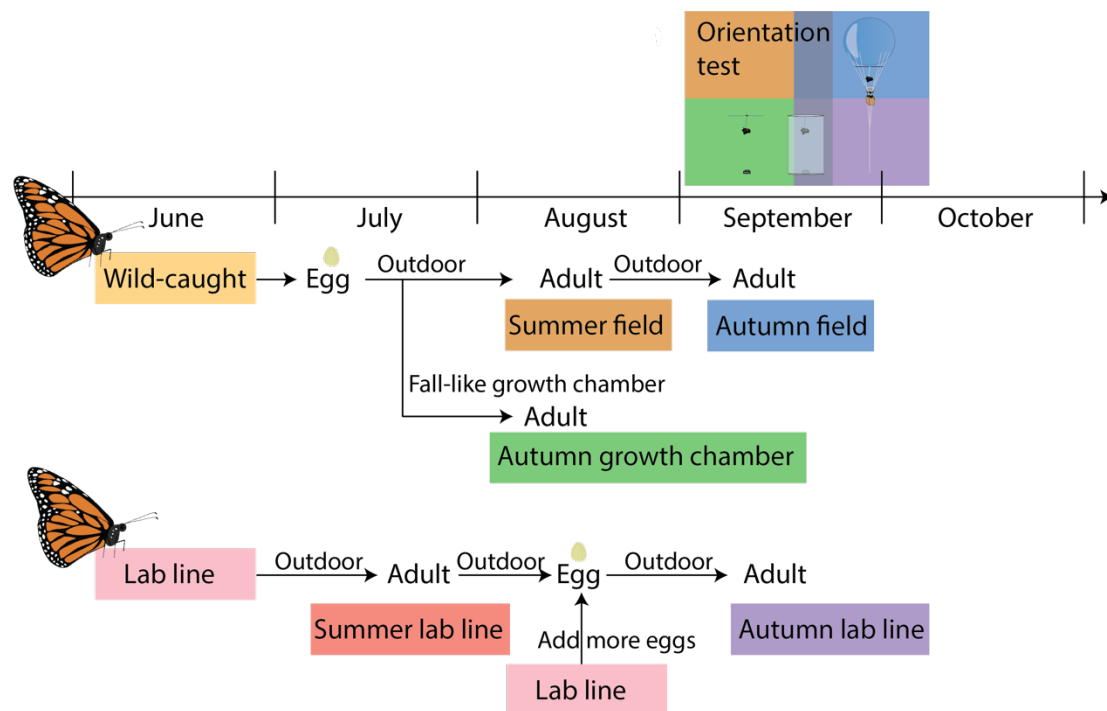 Orientation
test
June
July
August
September
October
Wild-caught
Egg
Outdoor
Adult
Outdoor
Adult
Summer field
Autumn field
Fall-like growth chamber
Adult
Autumn growth chamber
Lab line
Outdoor
Adult
Outdoor
Egg
Outdoor
Adult
Summer lab line
Add more eggs
Autumn lab line
Lab line